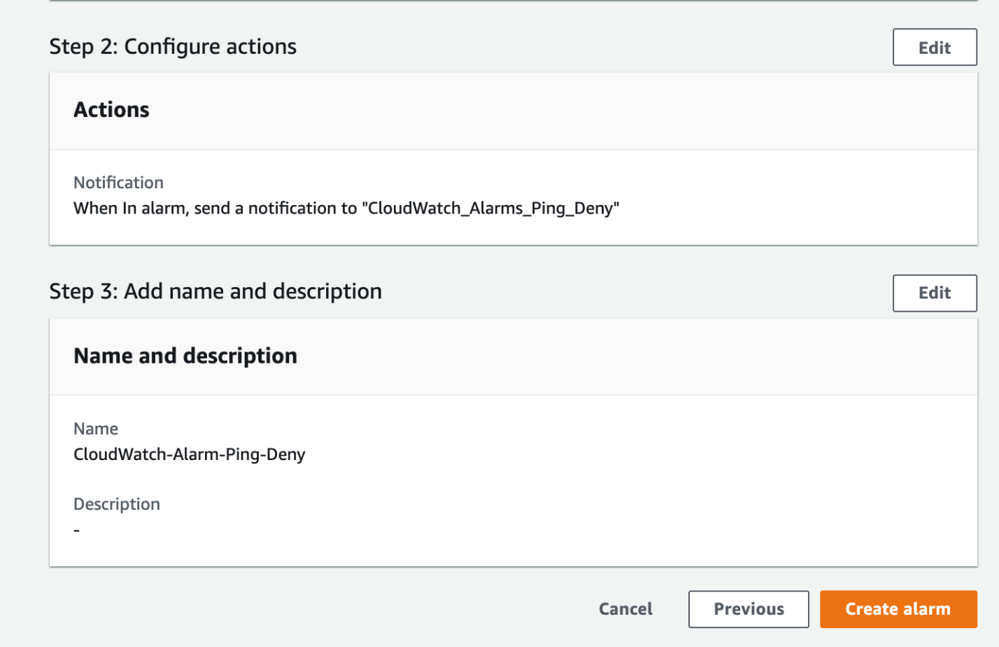 Step 2: Configure actions
Edit
Actions
Notification
When In alarm, send a notification to "CloudWatch_Alarms_Ping_Deny"
Step 3: Add name and description
Edit
Name and description
Name
CloudWatch-Alarm-Ping-Deny
Description
-
Cancel
Previous
Create alarm